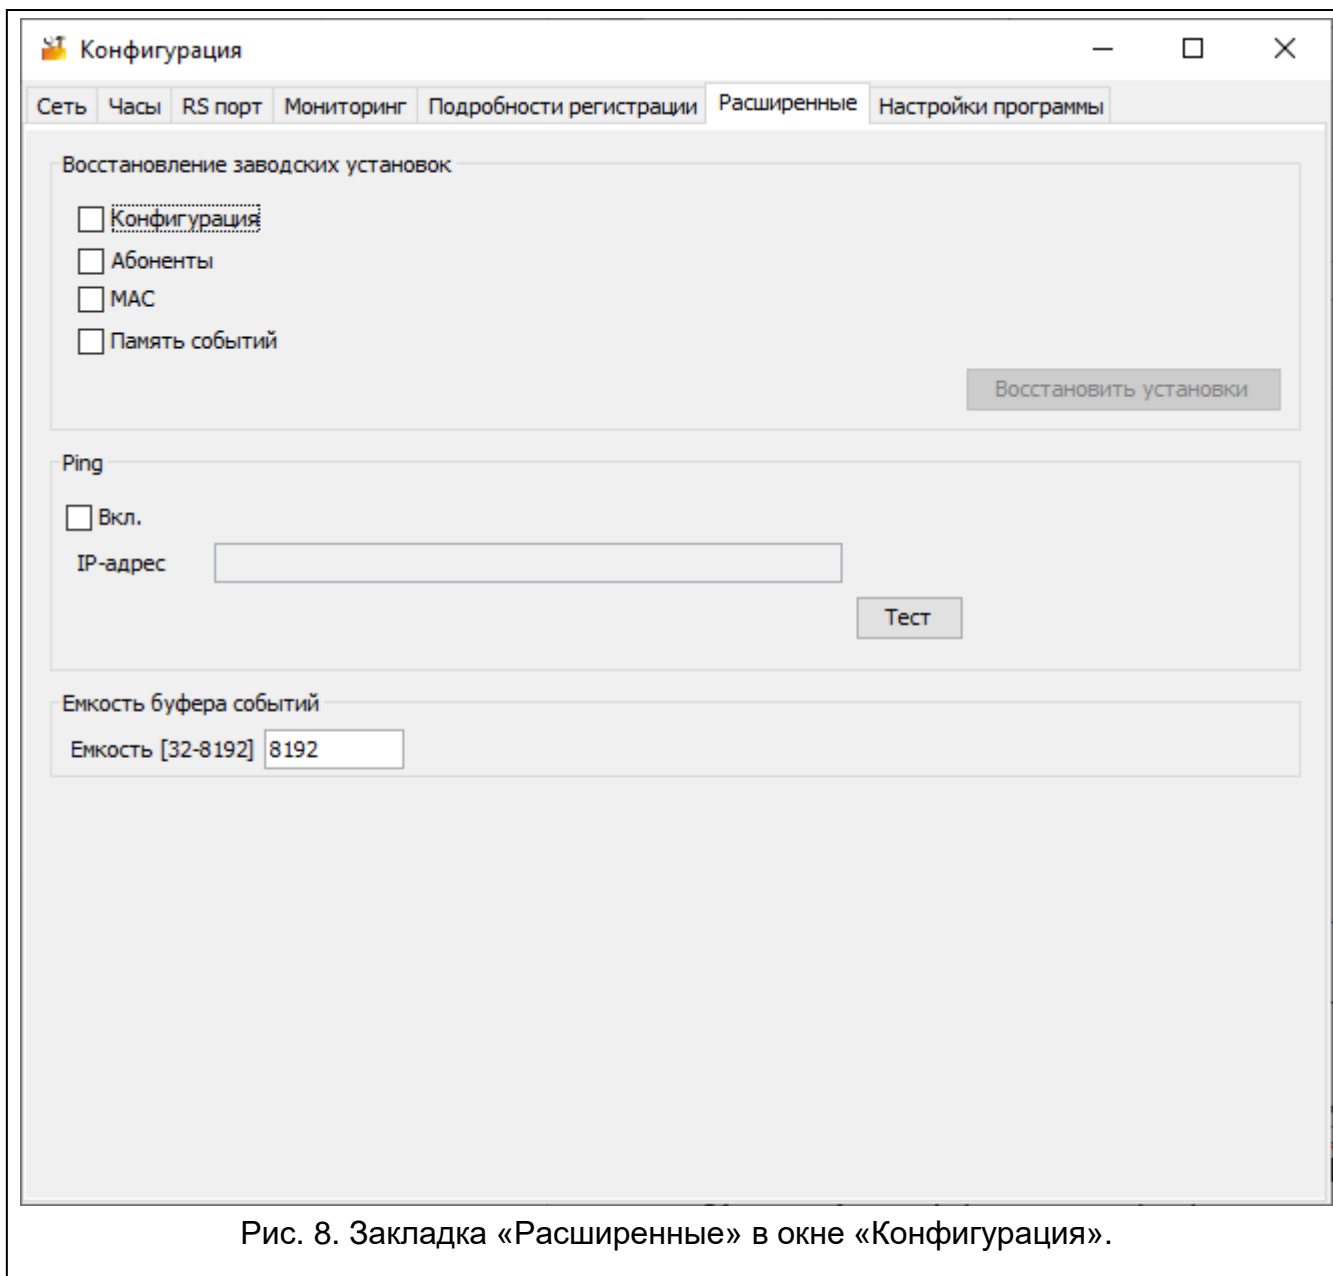 Конфигурация
Сеть Часы RS порт Мониторинг Подробности регистрации Расширенные Настройки программы
Восстановление заводских установок
Конфигурация
Абоненты
MAC
Память событий
Восстановить установки
Ping
Вкл.
IP-адрес
Тест
Емкость буфера событий
Емкость [32-8192] 8192
Рис. 8. Закладка «Расширенные» в окне «Конфигурация».